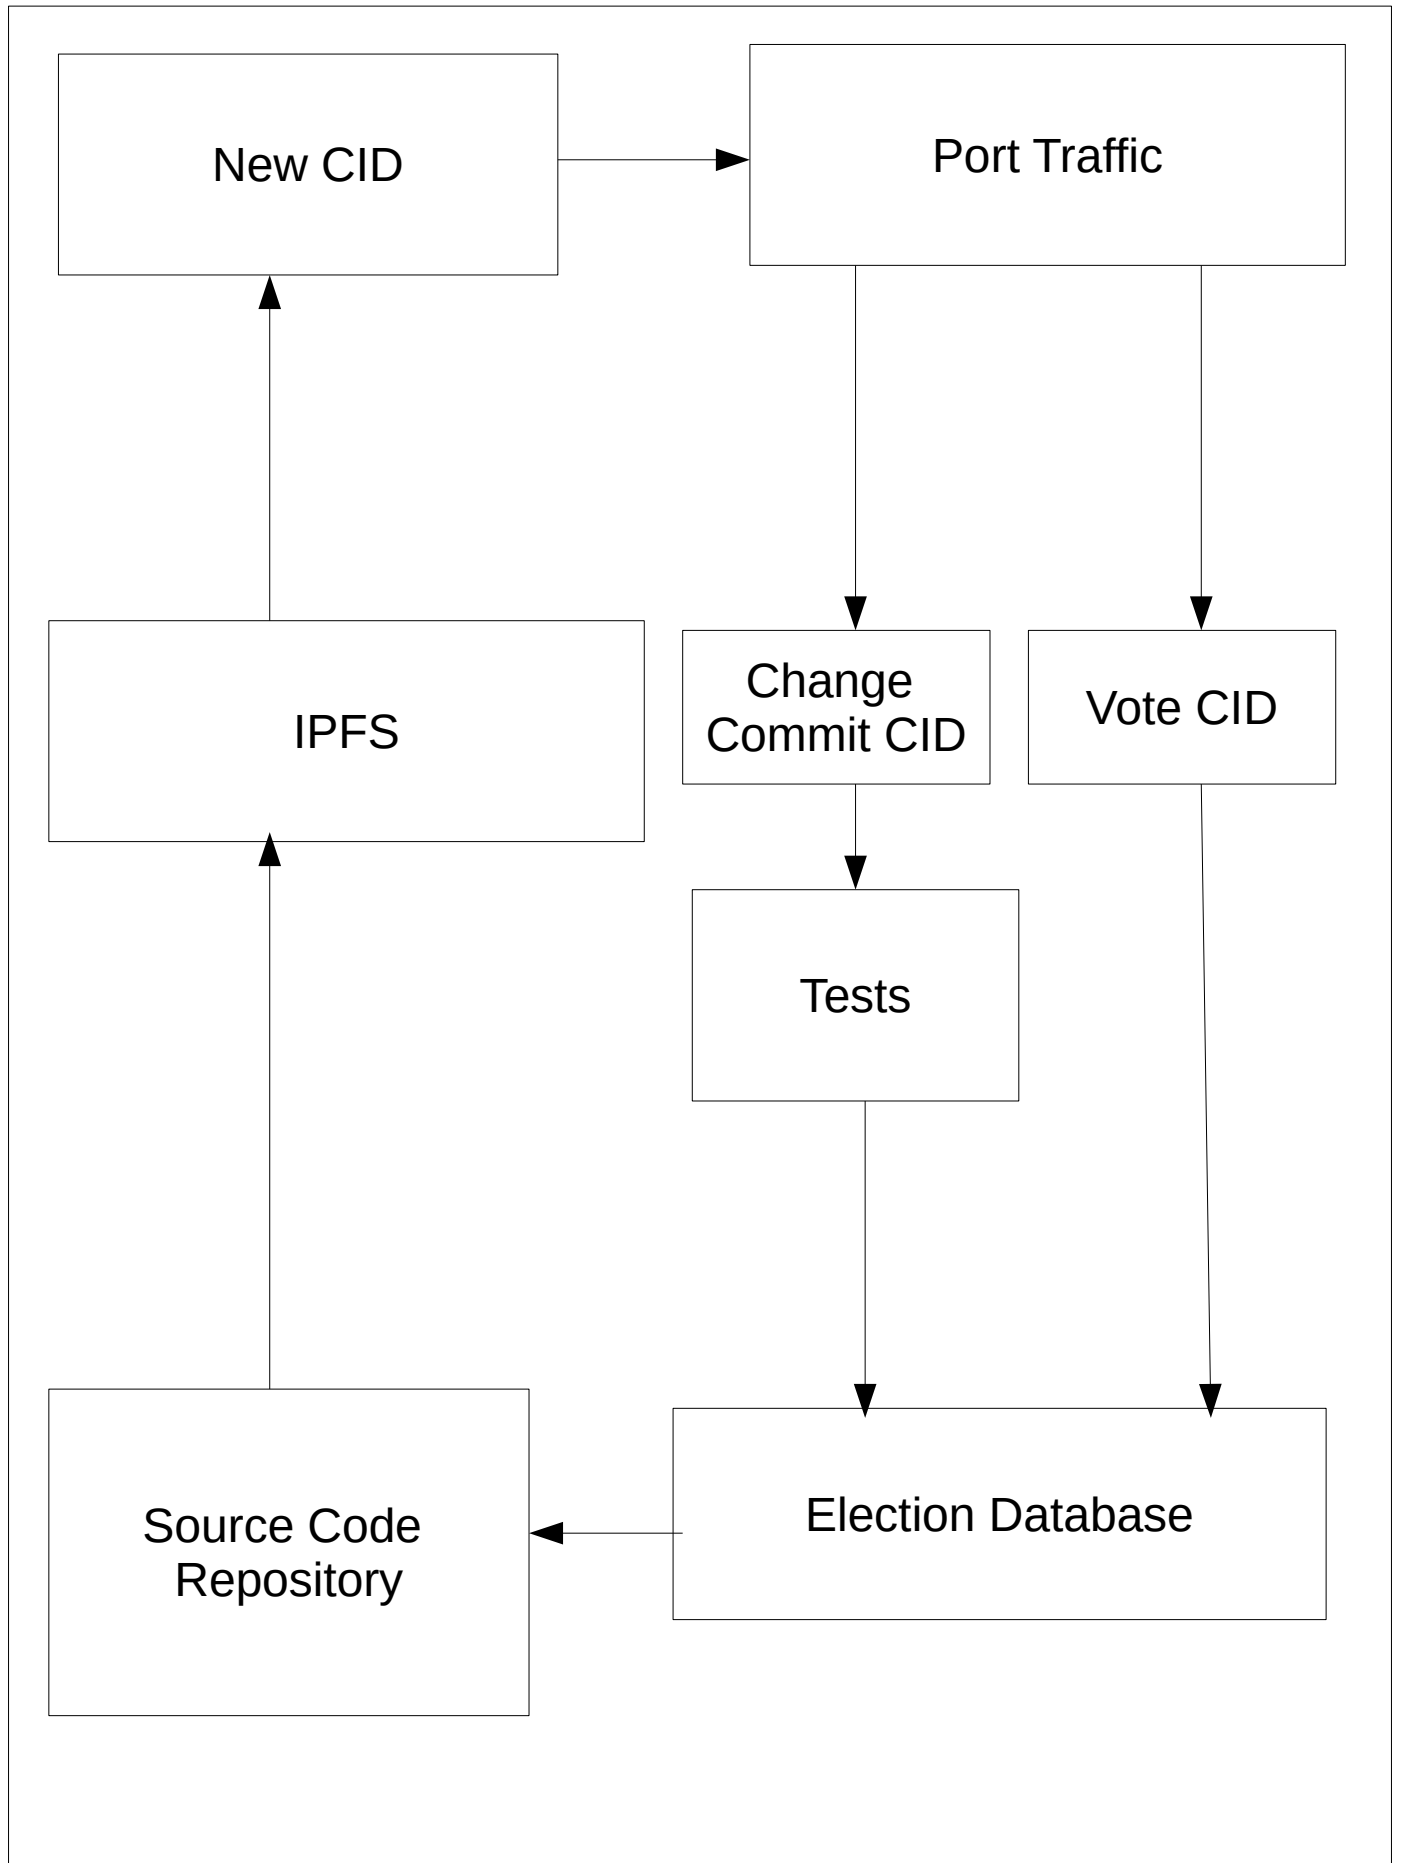 New CID
Port Traffic
IPFS
Change
Commit CID
Vote CID
Tests
Source Code
Repository
Election Database